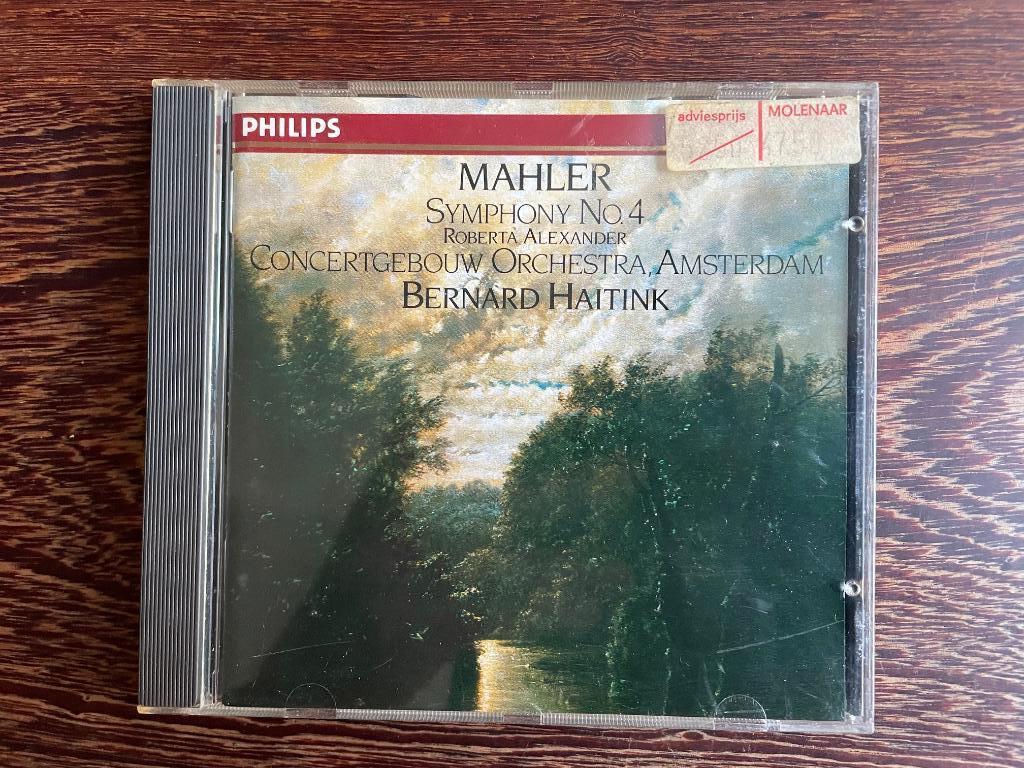 PHILIPS
adviesprijs MOLENAAR
MAHLER
SYMPHONY NO. 4
ROBERTA ALEXANDER
CONCERTGEBOUW ORCHESTRA, AMSTERDAM
BERNARD HAITINK